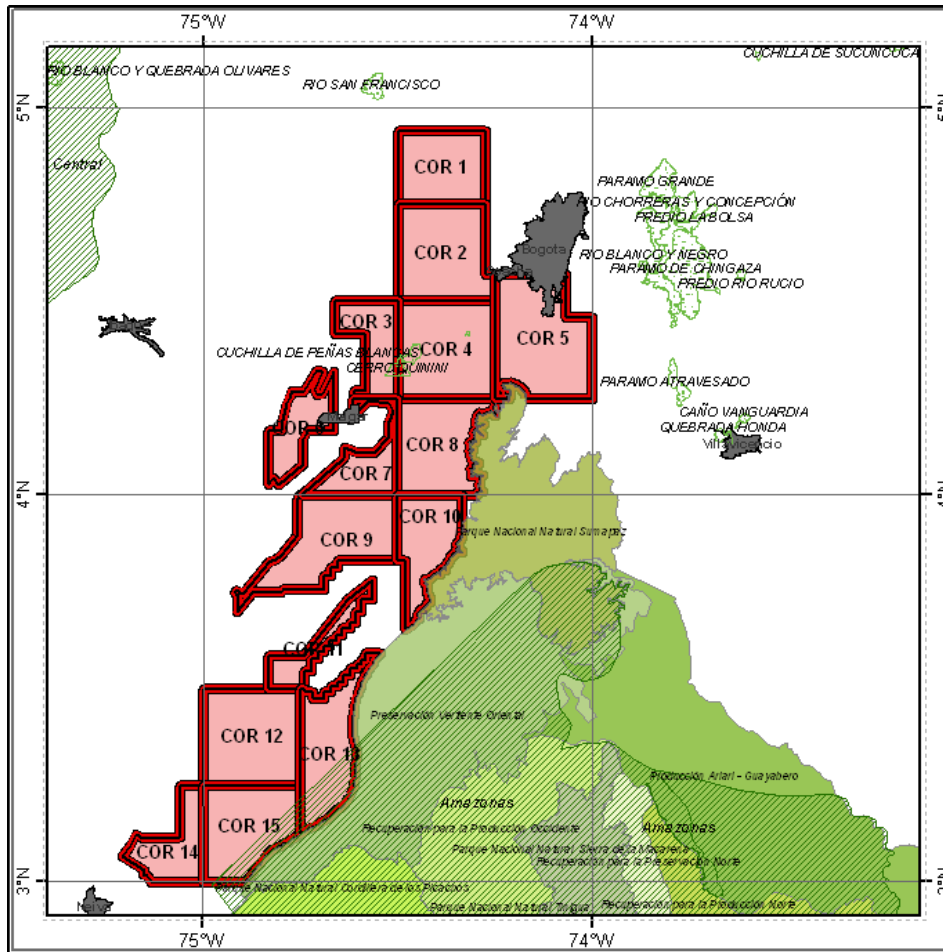 75°W
74°W
CUCHILLA DE SUCUNCUCA
RIO BLANCO Y QUEBRADA OLIVARES
RIO SAN FRANCISCO
5°N
Central
COR 1
PARAMO GRANDE
RIO CHORRERAS Y CONCEPCIÓN
PREDIO LA BOLSA
COR 2
Bogota
RIO BLANCO Y NEGRO
PARAMO DE CHINGAZA
PREDIO RIO RUCIO
COR 3
COR 4
COR 5
CUCHILLA DE PEÑAS BLANCAS
CERRO QUININI
PARAMO ATRAVESADO
CAÑO VANGUARDIA
QUEBRADA HONDA
Villavicencio
COR 6
COR 8
COR 7
4°N
COR 10
COR 9
Parque Nacional Natural Sumapaz
COR 11
Preservación Vertiente Oriental
COR 12
COR 13
Producción Ariari - Guayabero
Amazonas
COR 15
Recuperación para la Producción Occidente
Amazonas
COR 14
Parque Nacional Natural Sierra de la Macarena
Recuperación para la Preservación Norte
3°N
Parque Nacional Natural Cordillera de los Picachos
Neiva
Parque Nacional Natural Tinigua
Recuperación para la Producción Norte
75°W
74°W